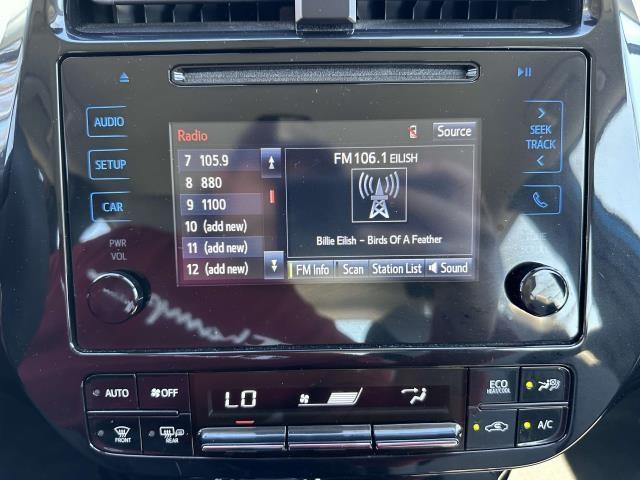 AUDIO
SETUP
CAR
PWR
VOL
Radio
Source
7 105.9
8 880
9 1100
10 (add new)
11 (add new)
12 (add new)
FM 106.1 EILISH
Billie Eilish - Birds Of A Feather
FM Info
Scan
Station List
Sound
SEEK
TRACK
AUTO
OFF
FRONT
REAR
LO
ECO
HEAT/COOL
A/C